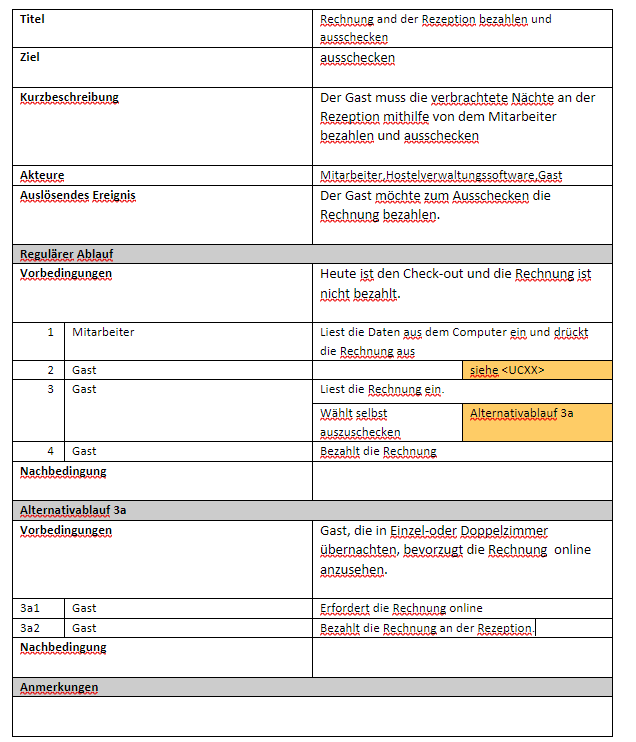 Titel
Rechnung and der Rezeption bezahlen und
ausschecken
Ziel
ausschecken
Kurzbeschreibung
Der Gast muss die verbrachtete Nächte an der
Rezeption mithilfe von dem Mitarbeiter
bezahlen und ausschecken
Akteure
Mitarbeiter,Hostelverwaltungssoftware,Gast
Auslösendes Ereignis
Der Gast möchte zum Ausschecken die
Rechnung bezahlen.
Regulärer Ablauf
Vorbedingungen
Heute ist den Check-out und die Rechnung ist
nicht bezahlt.
1 Mitarbeiter
Liest die Daten aus dem Computer ein und drückt
die Rechnung aus
2 Gast siehe <UCXX>
3 Gast Liest die Rechnung ein.
Wählt selbst
auszuschecken
Alternativablauf 3a
4 Gast Bezahlt die Rechnung
Nachbedingung
Alternativablauf 3a
Vorbedingungen
Gast, die in Einzel-oder Doppelzimmer
übernachten, bevorzugt die Rechnung online
anzusehen.
3a1 Gast Erfordert die Rechnung online
3a2 Gast Bezahlt die Rechnung an der Rezeption.
Nachbedingung
Anmerkungen